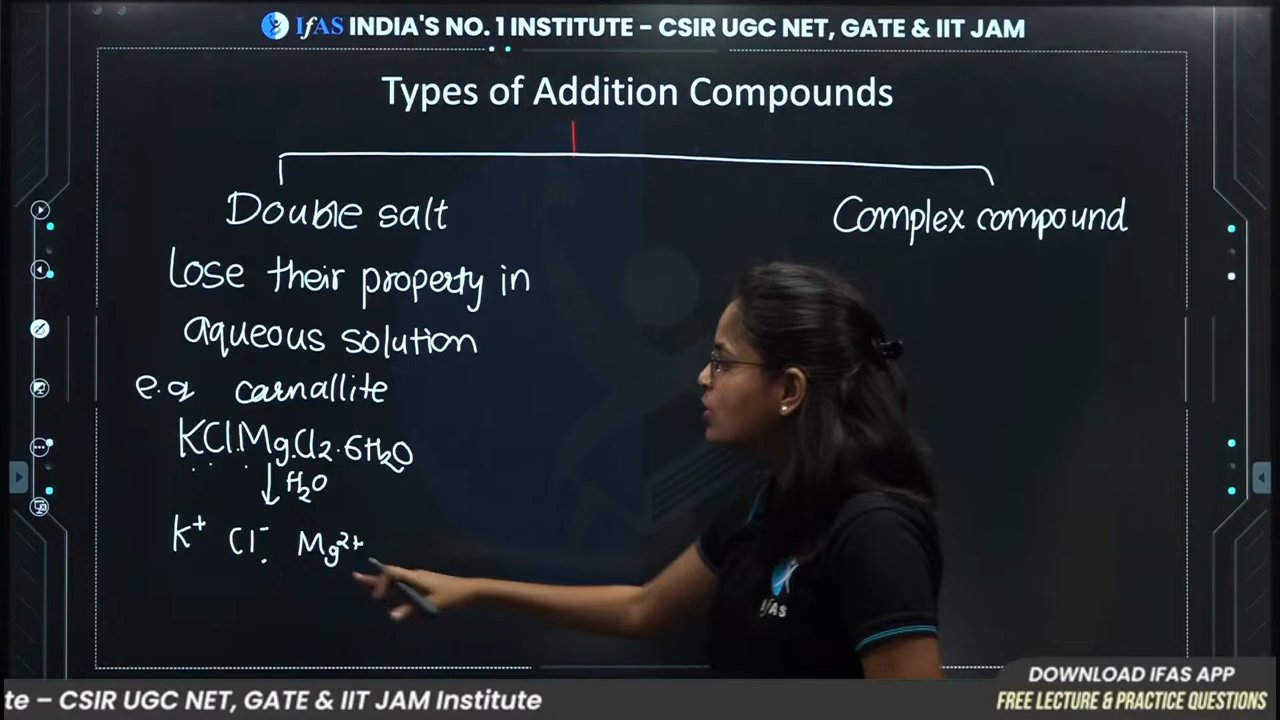 IFAS INDIA'S NO. 1 INSTITUTE – CSIR UGC NET, GATE & IIT JAM
Types of Addition Compounds
Double salt
Complex compound
Lose their property in
aqueous solution
e.g carnallite
KCl.MgCl2.6H2O
H2O
K+ Cl- Mg2+
IFAS
DOWNLOAD IFAS APP
FREE LECTURE & PRACTICE QUESTIONS
te – CSIR UGC NET, GATE & IIT JAM Institute